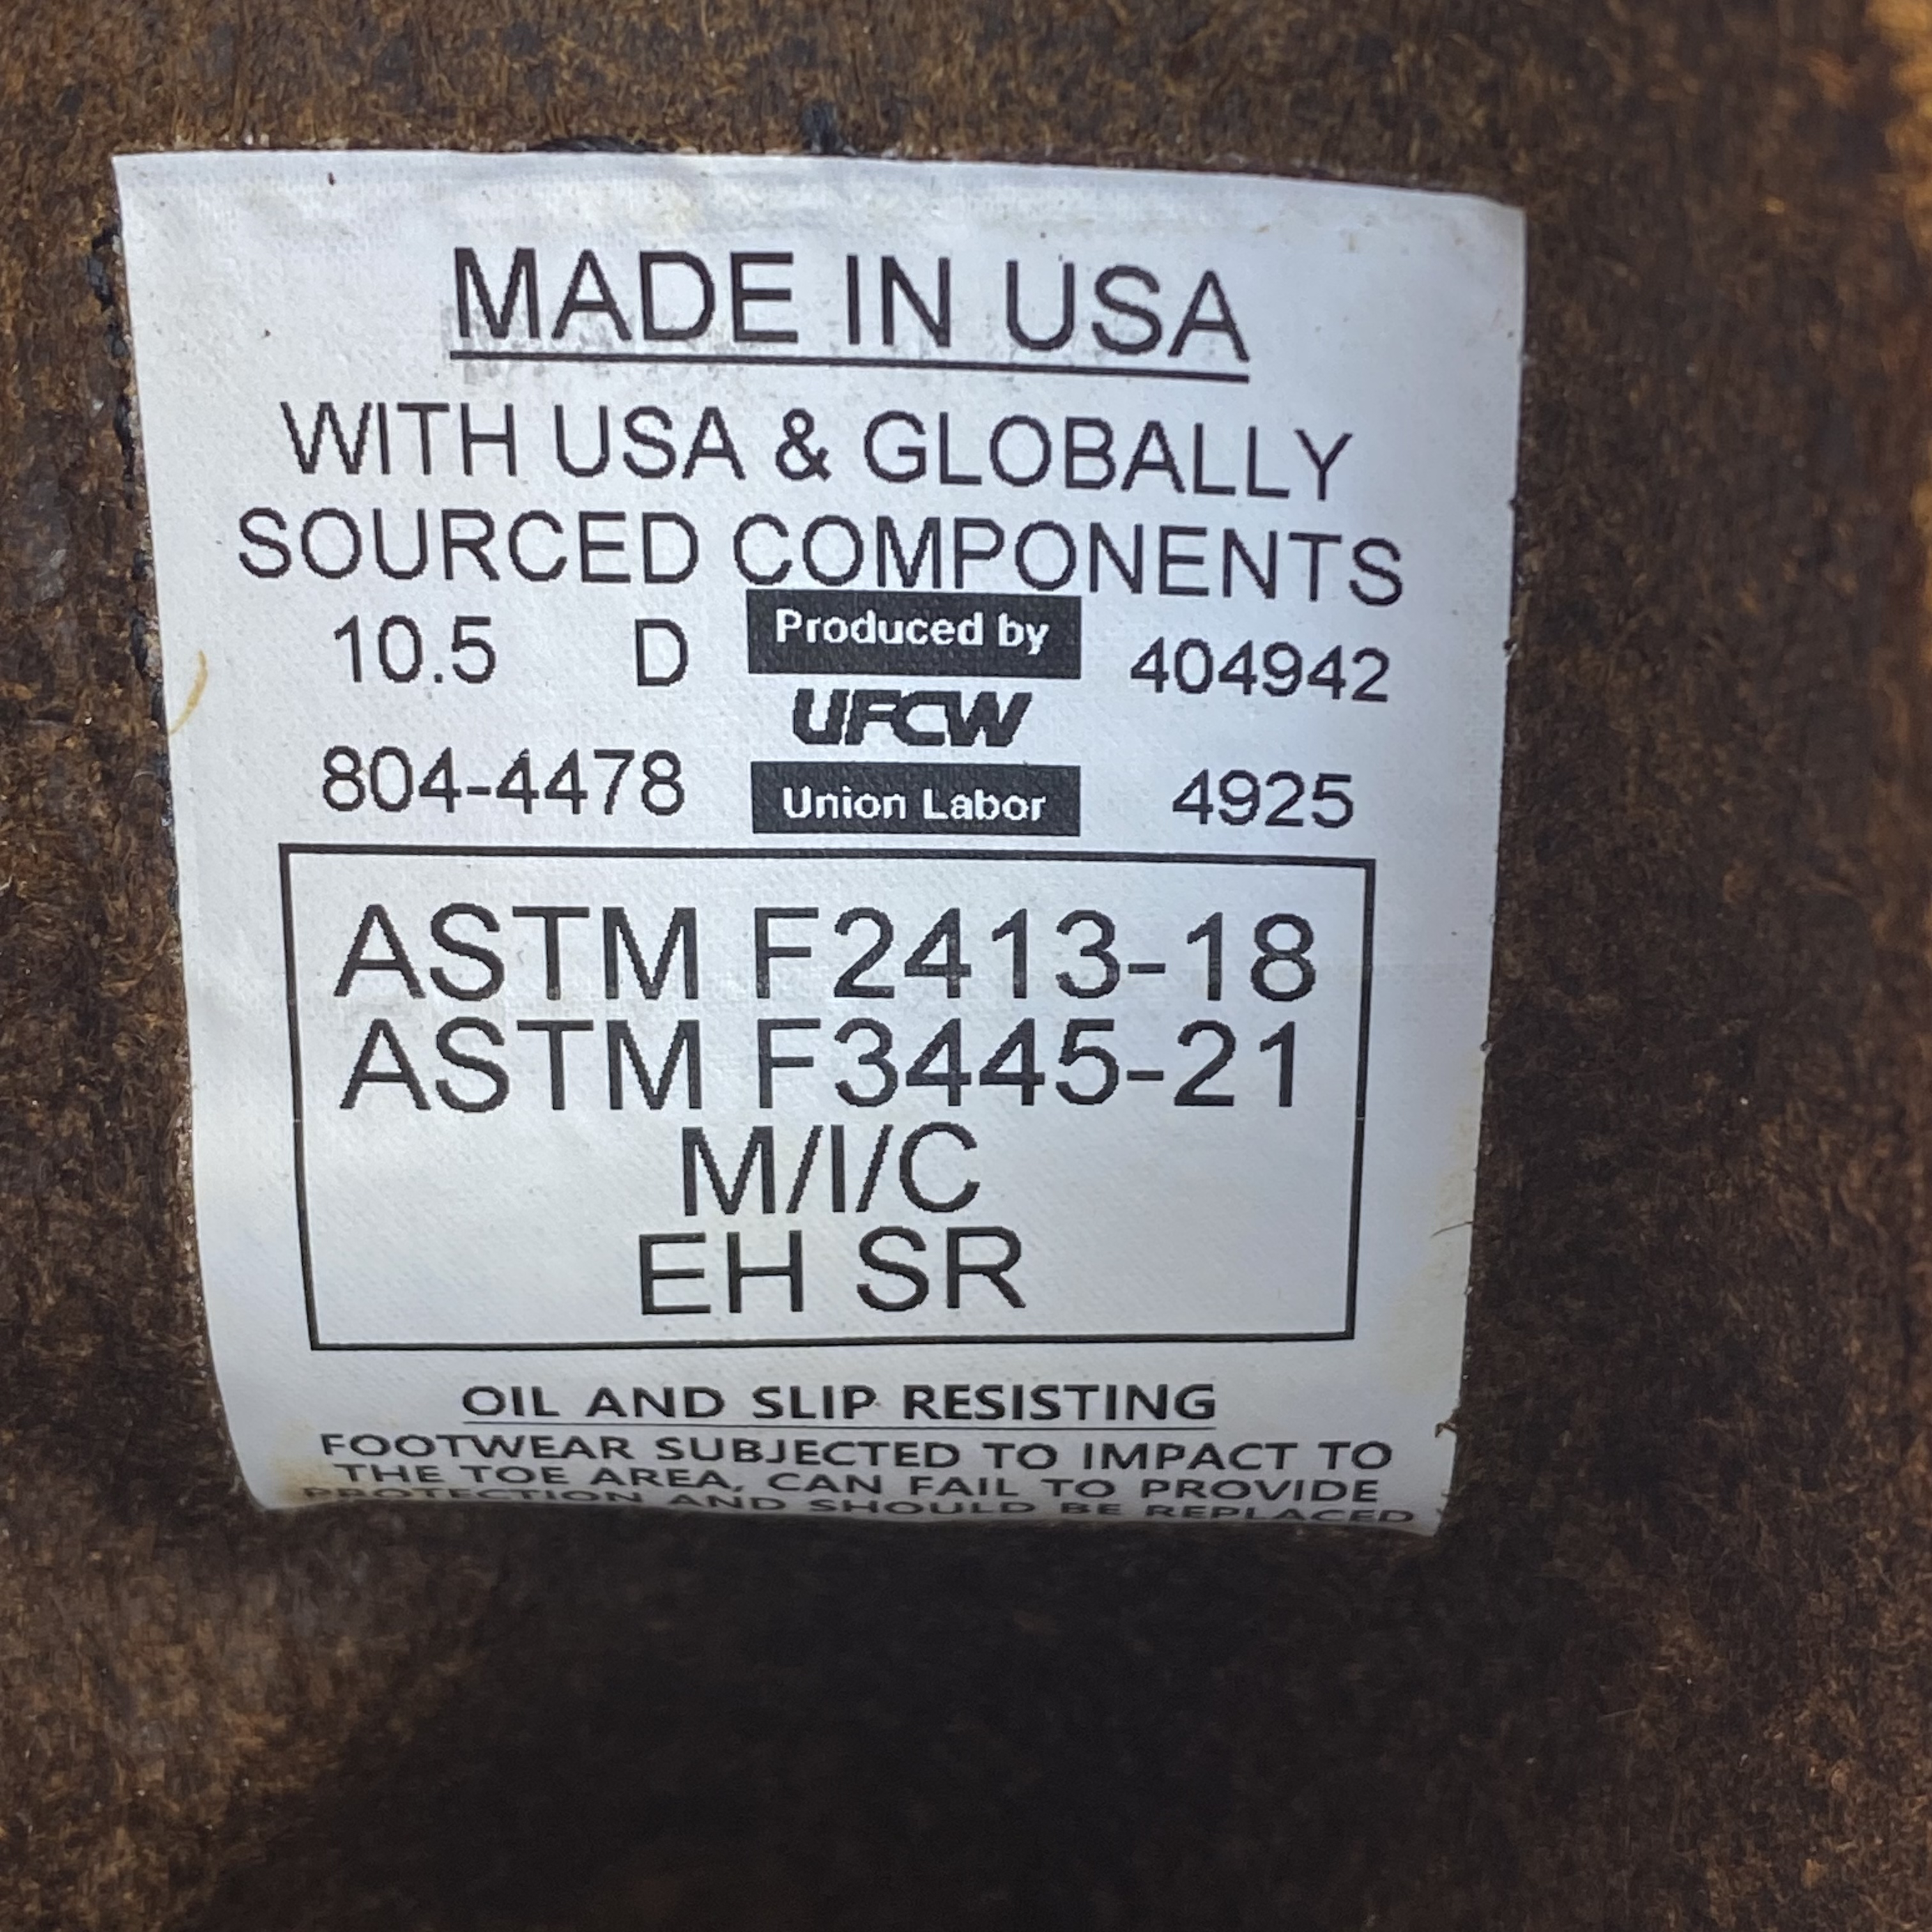 MADE IN USA
WITH USA & GLOBALLY
SOURCED COMPONENTS
10.5 D Produced by 404942
UFCW
804-4478 Union Labor 4925
ASTM F2413-18
ASTM F3445-21
M/I/C
EH SR
OIL AND SLIP RESISTING
FOOTWEAR SUBJECTED TO IMPACT TO
THE TOE AREA, CAN FAIL TO PROVIDE
PROTECTION AND SHOULD BE REPLACED